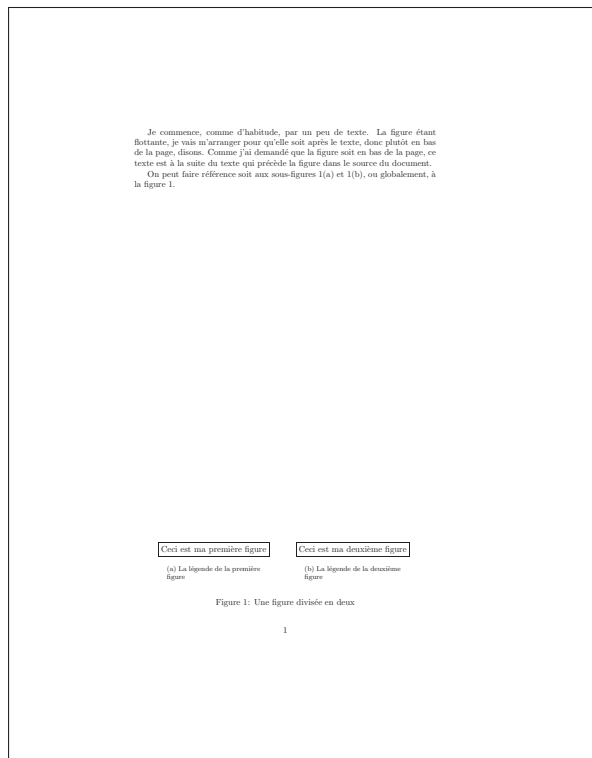 Je commence, comme d'habitude, par un peu de texte. La figure étant
flottante, je vais m'arranger pour qu'elle soit après le texte, donc plutôt en bas
de la page, disons. Comme j'ai demandé que la figure soit en bas de la page, ce
texte est à la suite du texte qui précède la figure dans le source du document.
On peut faire référence soit aux sous-figures 1(a) et 1(b), ou globalement, à
la figure 1.
Ceci est ma première figure
(a) La légende de la première
figure
Ceci est ma deuxième figure
(b) La légende de la deuxième
figure
Figure 1: Une figure divisée en deux
1